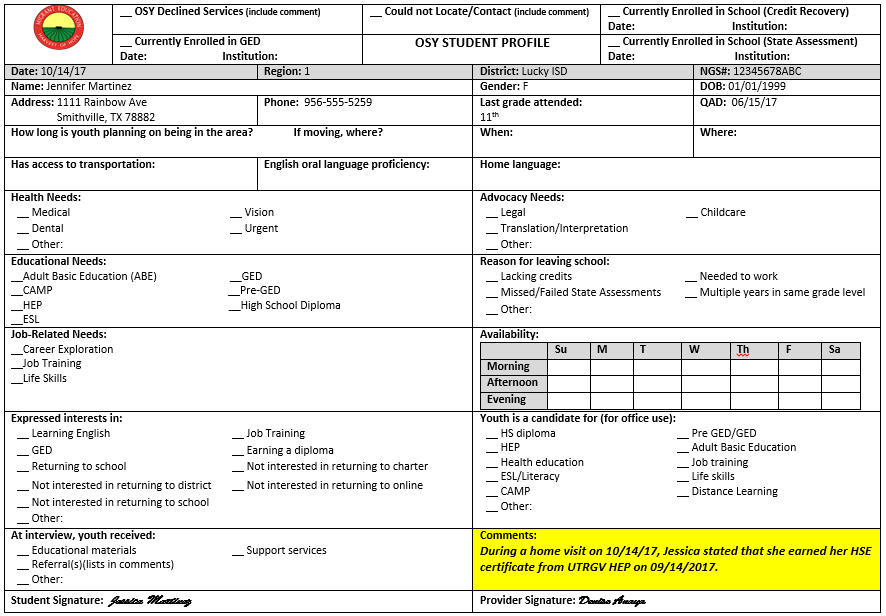 MIGRANT EDUCATION
HARVEST OF HOPE
__ OSY Declined Services (include comment)
__ Could not Locate/Contact (include comment)
__ Currently Enrolled in School (Credit Recovery)
Date: Institution:
__ Currently Enrolled in GED
Date: Institution:
OSY STUDENT PROFILE
__ Currently Enrolled in School (State Assessment)
Date: Institution:
Date: 10/14/17 Region: 1 District: Lucky ISD NGS#: 12345678ABC
Name: Jennifer Martinez Gender: F DOB: 01/01/1999
Address: 1111 Rainbow Ave Phone: 956-555-5259 Last grade attended: QAD: 06/15/17
Smithville, TX 78882 11th
How long is youth planning on being in the area? If moving, where? When: Where:
Has access to transportation: English oral language proficiency: Home language:
Health Needs:
__ Medical __ Vision
__ Dental __ Urgent
__ Other:
Advocacy Needs:
__ Legal __ Childcare
__ Translation/Interpretation
__ Other:
Educational Needs:
__Adult Basic Education (ABE) __GED
__CAMP __Pre-GED
__HEP __High School Diploma
__ESL
Reason for leaving school:
__ Lacking credits __ Needed to work
__ Missed/Failed State Assessments __ Multiple years in same grade level
__ Other:
Job-Related Needs:
__Career Exploration
__Job Training
__Life Skills
Availability:
Su M T W Th F Sa
Morning
Afternoon
Evening
Expressed interests in:
__ Learning English __ Job Training
__ GED __ Earning a diploma
__ Returning to school __ Not interested in returning to charter
__ Not interested in returning to district __ Not interested in returning to online
__ Not interested in returning to school
__ Other:
Youth is a candidate for (for office use):
__ HS diploma __ Pre GED/GED
__ HEP __ Adult Basic Education
__ Health education __ Job training
__ ESL/Literacy __ Life skills
__ CAMP __ Distance Learning
__ Other:
At interview, youth received:
__ Educational materials __ Support services
__ Referral(s)(lists in comments)
__ Other:
Comments:
During a home visit on 10/14/17, Jessica stated that she earned her HSE
certificate from UTRGV HEP on 09/14/2017.
Student Signature: Jessica Martinez
Provider Signature: Denise Anaya